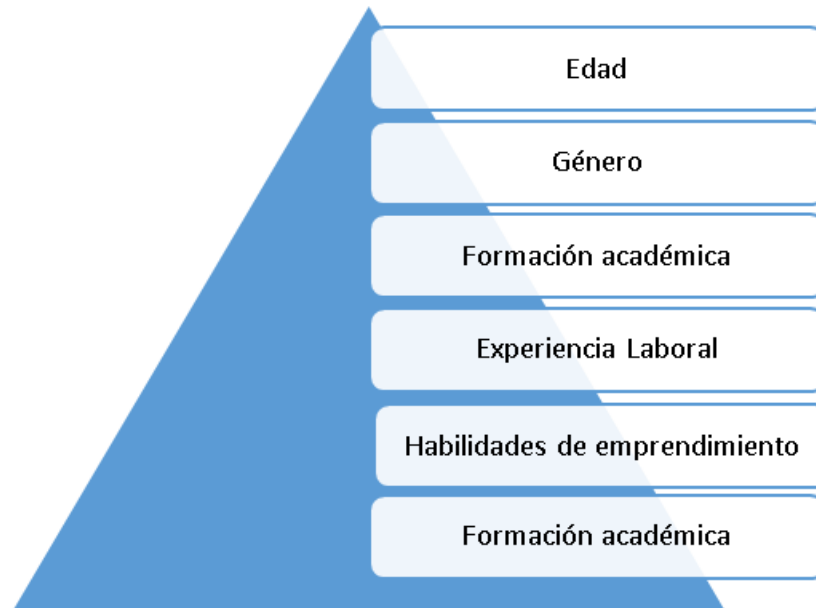 Edad
Género
Formación académica
Experiencia Laboral
Habilidades de emprendimiento
Formación académica